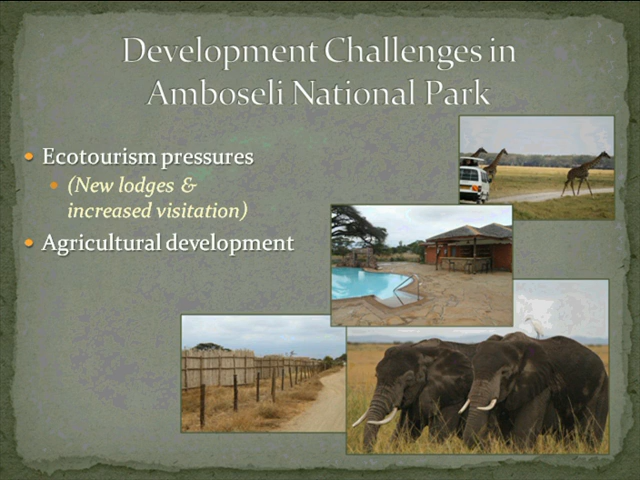 Development Challenges in
Amboseli National Park
Ecotourism pressures
(New lodges &
increased visitation)
Agricultural development